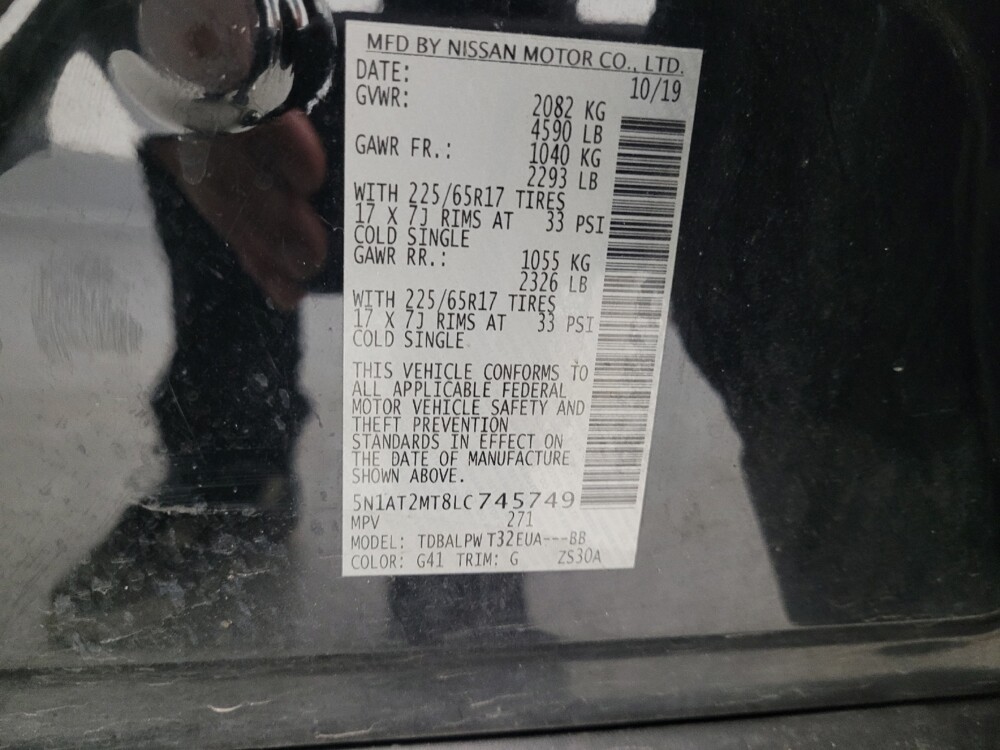 MFD BY NISSAN MOTOR CO., LTD.
DATE: 10/19
GVWR: 2082 KG
4590 LB
GAWR FR.: 1040 KG
2293 LB
WITH 225/65R17 TIRES
17 X 7J RIMS AT 33 PSI
COLD SINGLE
GAWR RR.: 1055 KG
2326 LB
WITH 225/65R17 TIRES
17 X 7J RIMS AT 33 PSI
COLD SINGLE
THIS VEHICLE CONFORMS TO
ALL APPLICABLE FEDERAL
MOTOR VEHICLE SAFETY AND
THEFT PREVENTION
STANDARDS IN EFFECT ON
THE DATE OF MANUFACTURE
SHOWN ABOVE.
5N1AT2MT8LC745749
MPV 271
MODEL: TDBALPW T32EUA---BB
COLOR: G41 TRIM: G ZS30A